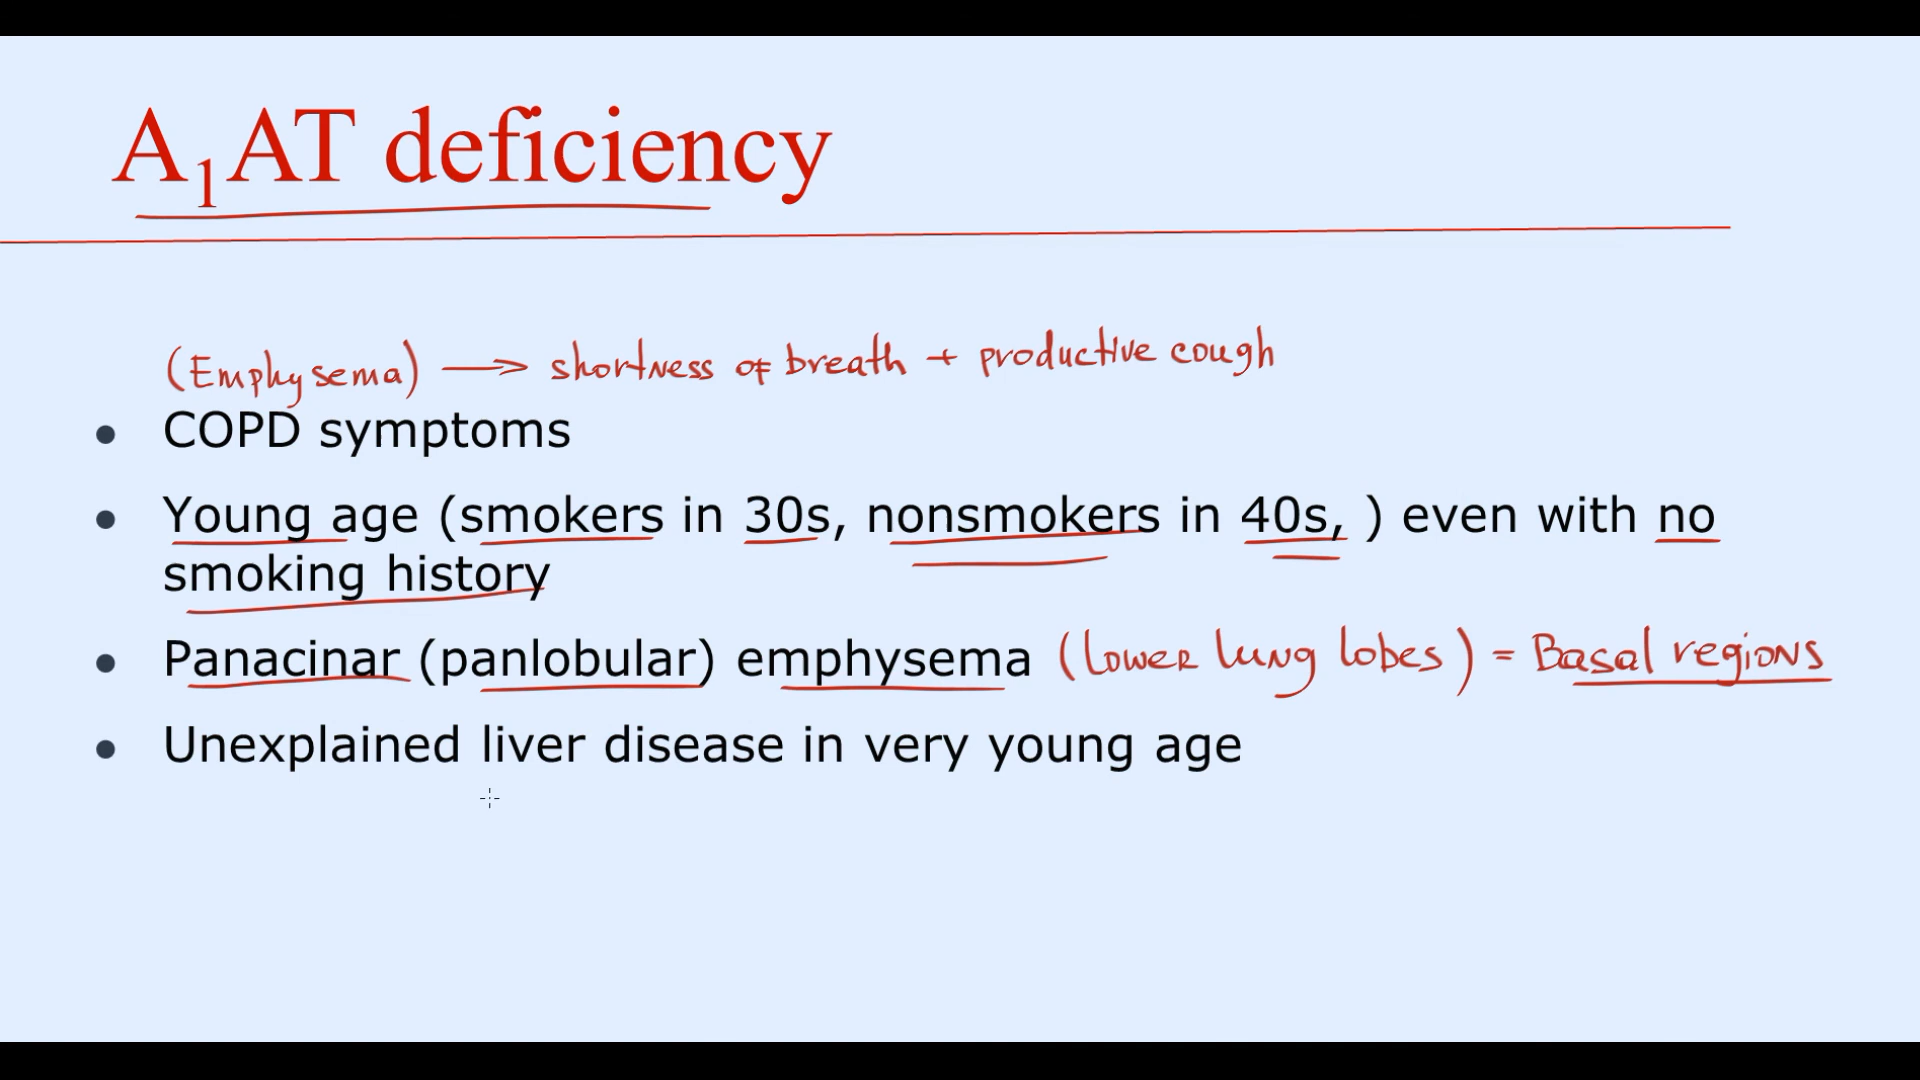 A₁AT deficiency
(Emphysema) → shortness of breath + productive cough
• COPD symptoms
• Young age (smokers in 30s, nonsmokers in 40s, ) even with no
smoking history
• Panacinar (panlobular) emphysema (lower lung lobes) = Basal regions
• Unexplained liver disease in very young age